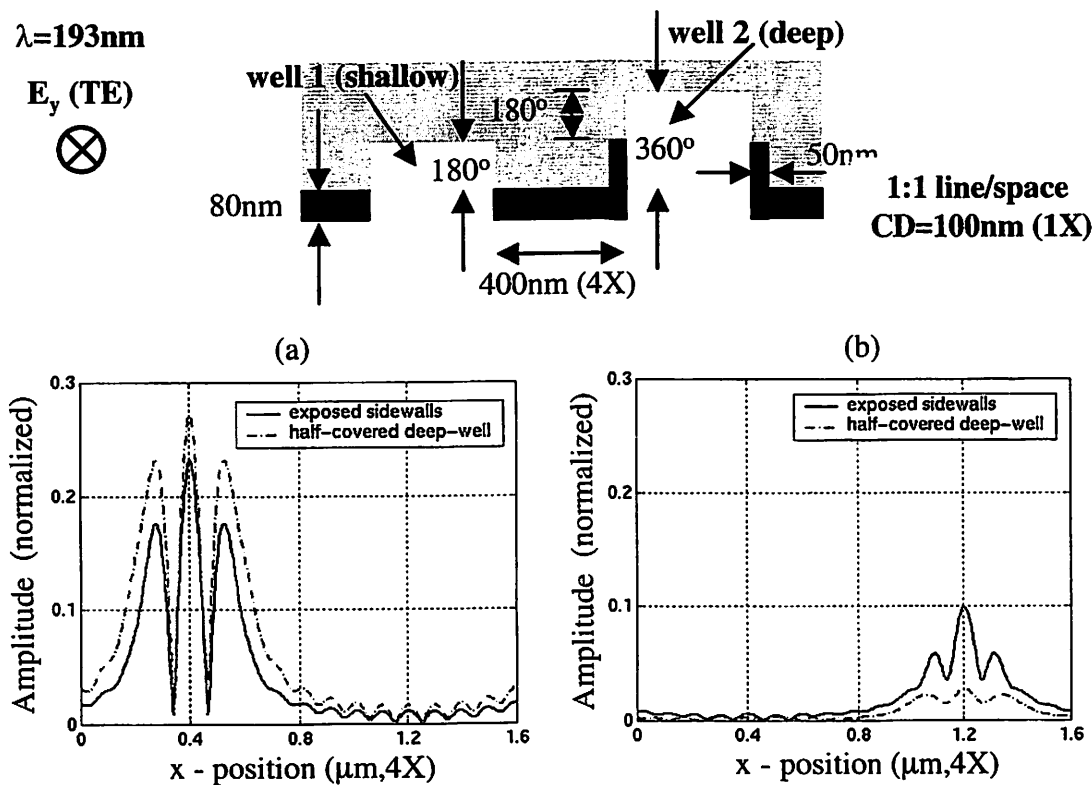 λ=193nm
E_y (TE)
well 1 (shallow)
well 2 (deep)
180º
180º
360º
50nm
80nm
400nm (4X)
1:1 line/space
CD=100nm (1X)
(a)
Amplitude (normalized)
0.3
0.2
0.1
0
exposed sidewalls
half-covered deep-well
0 0.4 0.8 1.2 1.6
x - position (μm,4X)
(b)
Amplitude (normalized)
0.3
0.2
0.1
0
exposed sidewalls
half-covered deep-well
0 0.4 0.8 1.2 1.6
x - position (μm,4X)